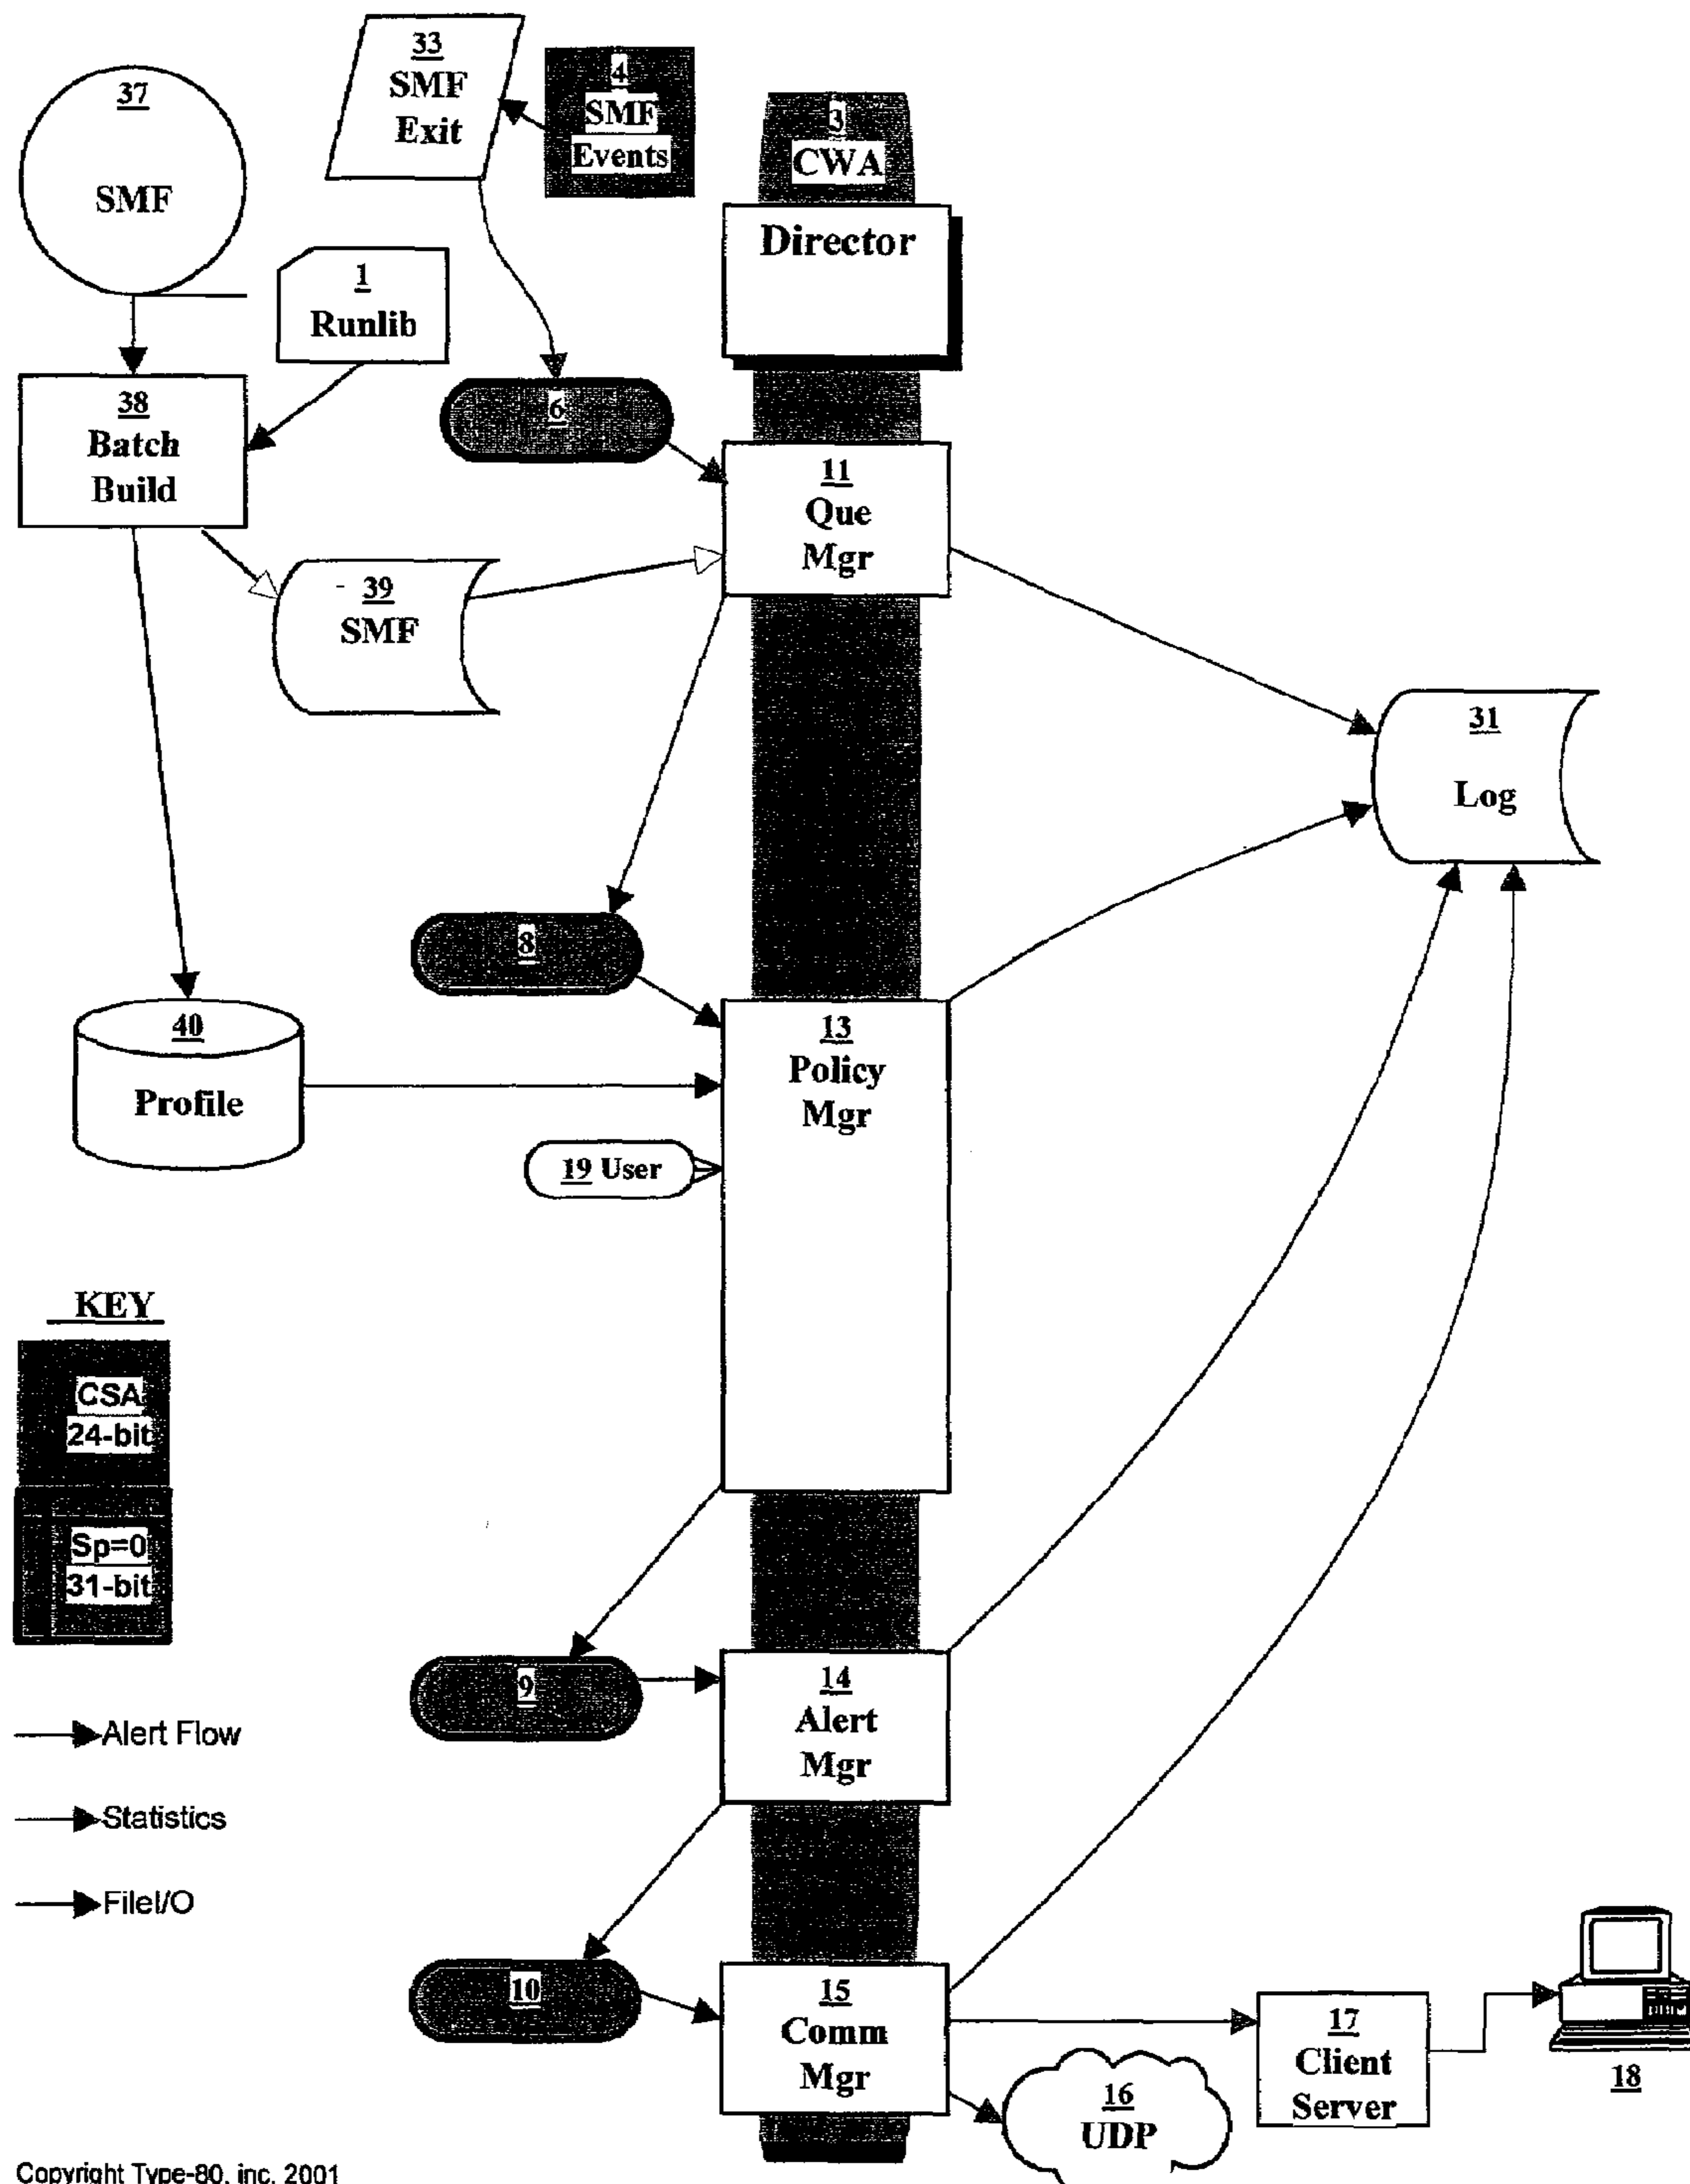 33
SMF
Exit
4
SMF
Events
3
CWA
37
SMF
Director
1
Runlib
38
Batch
Build
6
11
Que
Mgr
39
SMF
31
Log
8
13
Policy
Mgr
40
Profile
19 User
KEY
CSA
24-bit
Sp=0
31-bit
9
14
Alert
Mgr
Alert Flow
Statistics
FileI/O
10
15
Comm
Mgr
17
Client
Server
18
16
UDP
Copyright Type-80, inc. 2001